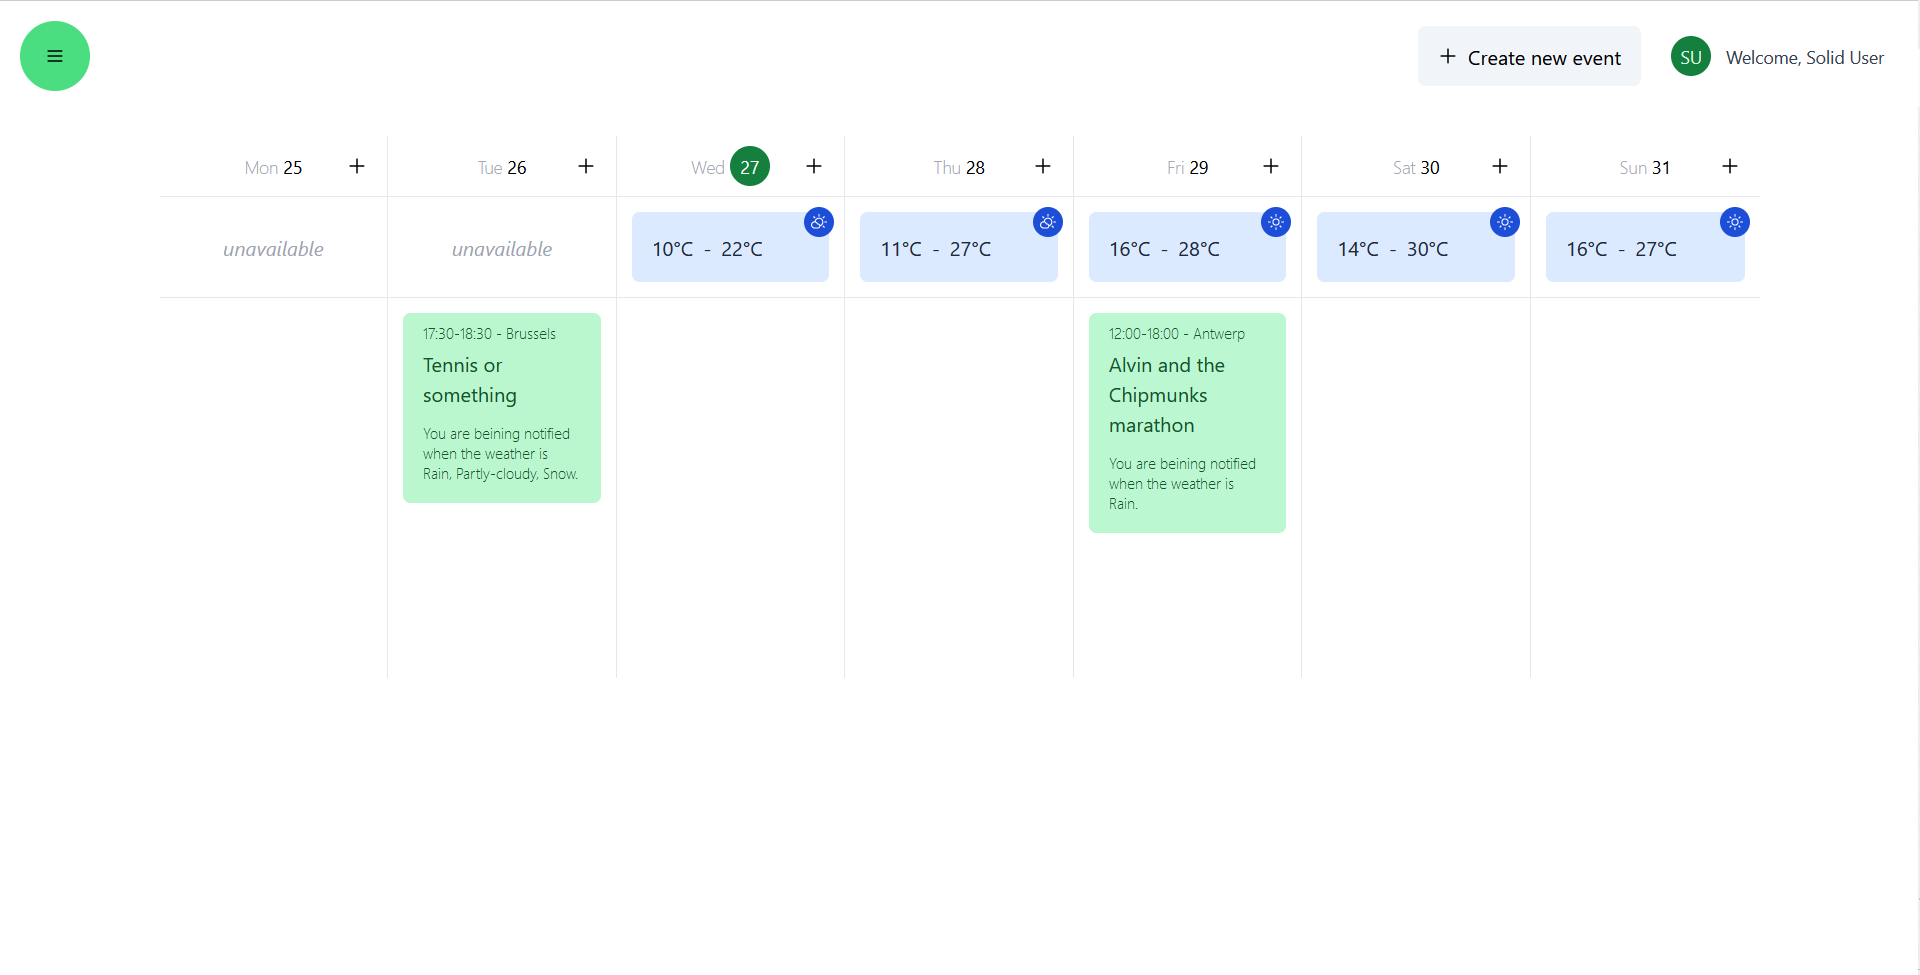 + Create new event
SU Welcome, Solid User
Mon 25 +
Tue 26 +
Wed 27 +
Thu 28 +
Fri 29 +
Sat 30 +
Sun 31 +
unavailable
unavailable
10°C - 22°C
11°C - 27°C
16°C - 28°C
14°C - 30°C
16°C - 27°C
17:30-18:30 - Brussels
Tennis or
something
You are beining notified
when the weather is
Rain, Partly-cloudy, Snow.
12:00-18:00 - Antwerp
Alvin and the
Chipmunks
marathon
You are beining notified
when the weather is
Rain.